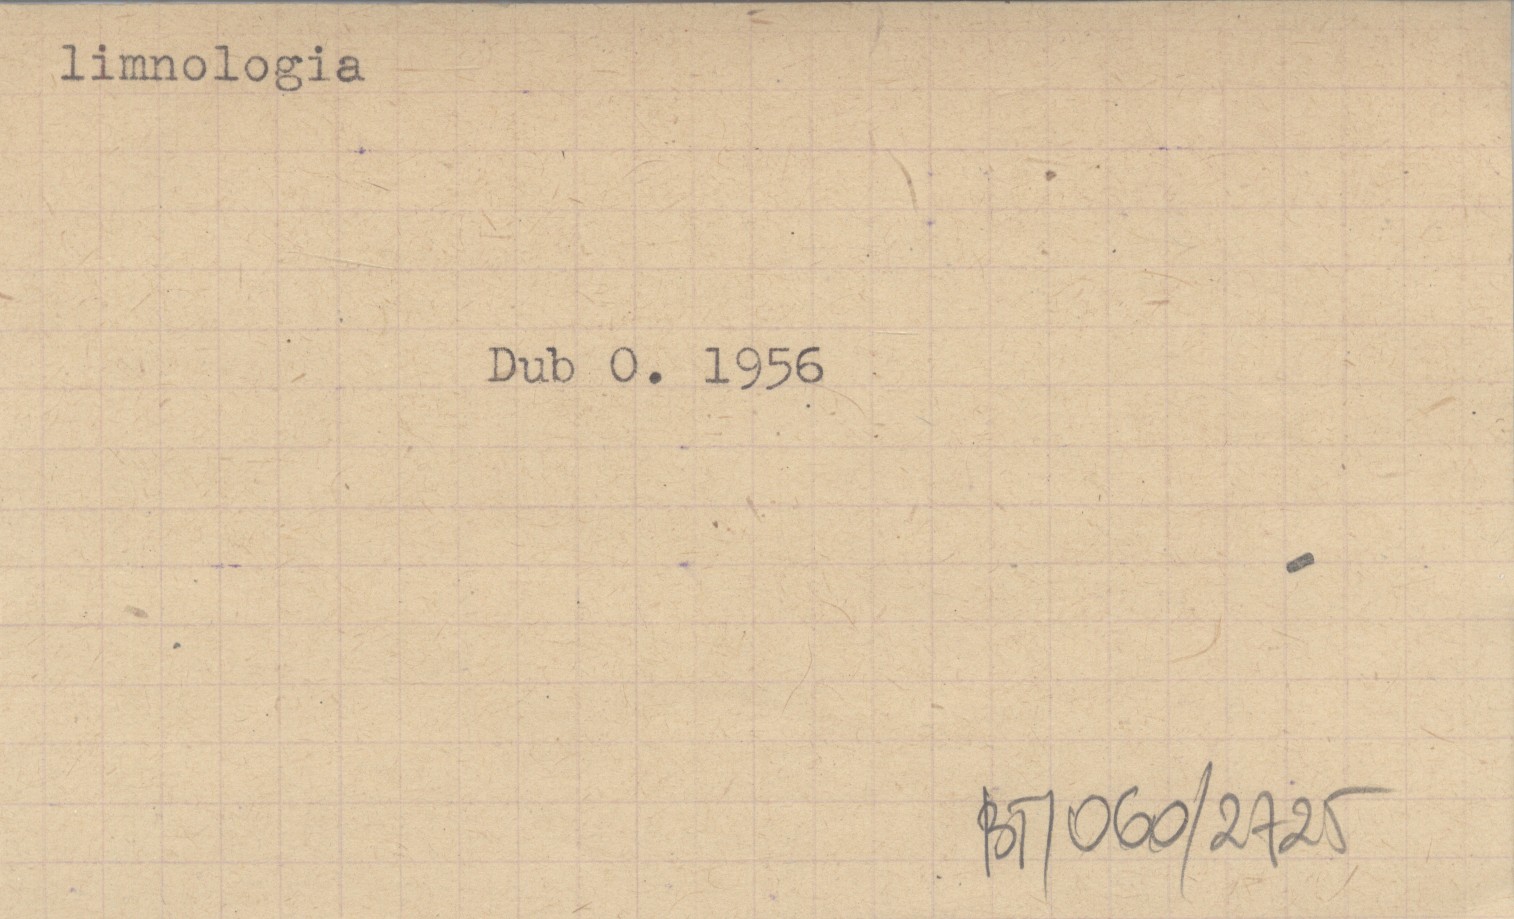 limnologia
Dub O. 1956
BT/060/2725